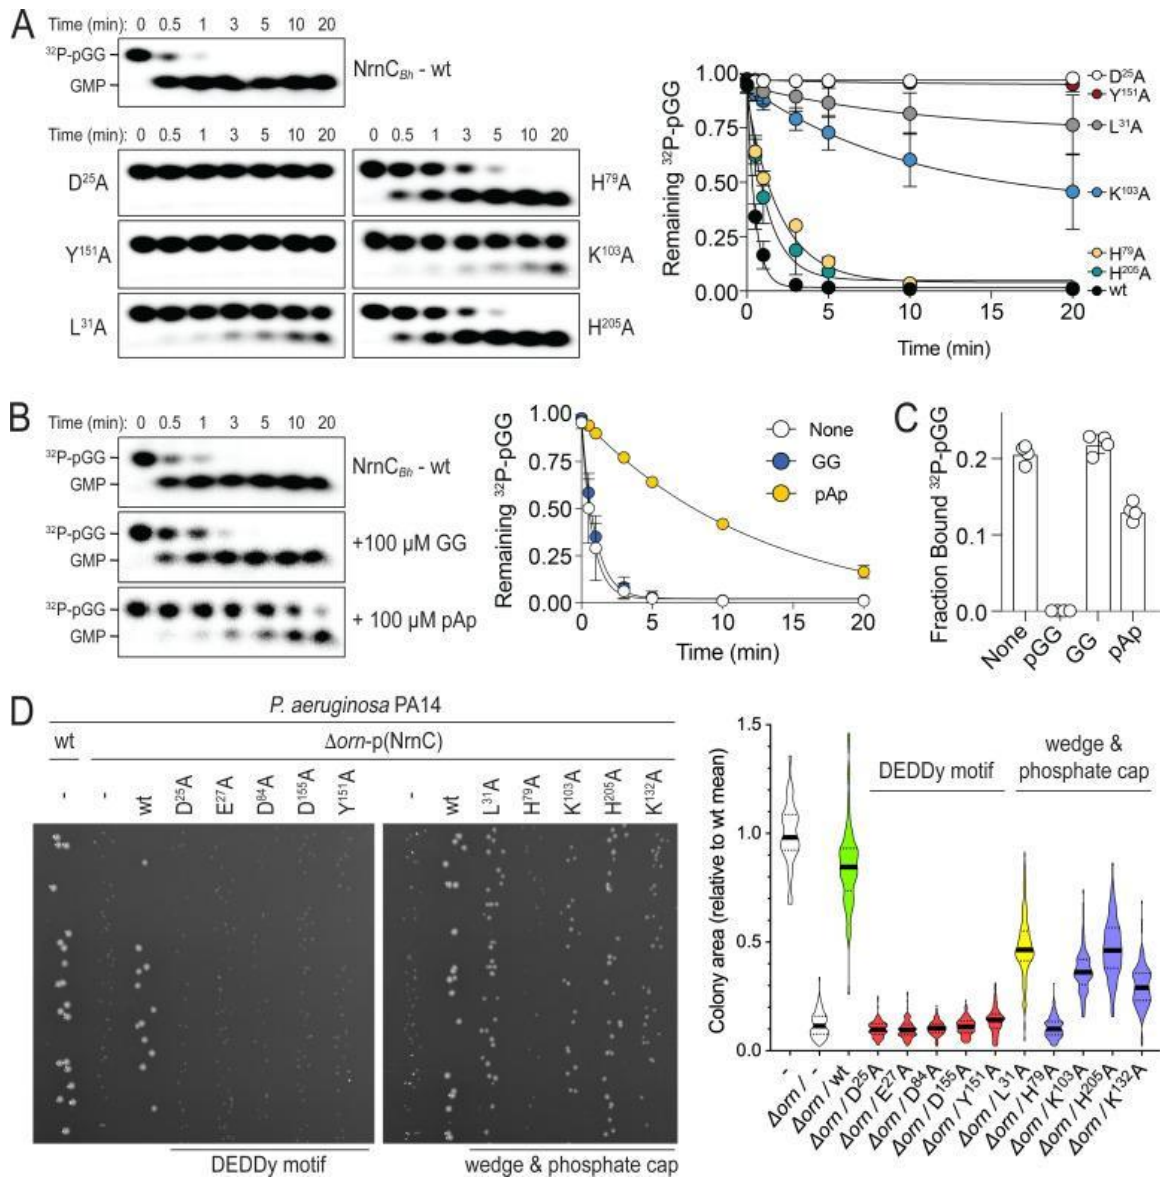 A
Time (min): 0 0.5 1 3 5 10 20
³²P-pGG
GMP
NrnC_Bh - wt
Time (min): 0 0.5 1 3 5 10 20
0 0.5 1 3 5 10 20
D²⁵A
H⁷⁹A
Y¹⁵¹A
K¹⁰³A
L³¹A
H²⁰⁵A
Remaining ³²P-pGG
1.00
0.75
0.50
0.25
0.00
0 5 10 15 20
Time (min)
D²⁵A
Y¹⁵¹A
L³¹A
K¹⁰³A
H⁷⁹A
H²⁰⁵A
wt
B
Time (min): 0 0.5 1 3 5 10 20
³²P-pGG
GMP
NrnC_Bh - wt
³²P-pGG
GMP
+100 µM GG
³²P-pGG
GMP
+ 100 µM pAp
Remaining ³²P-pGG
1.00
0.75
0.50
0.25
0.00
0 5 10 15 20
Time (min)
None
GG
pAp
C
Fraction Bound ³²P-pGG
0.2
0.0
None
pGG
GG
pAp
D
P. aeruginosa PA14
wt
Δorn-p(NrnC)
-
-
wt
D²⁵A
E²⁷A
D⁸⁴A
D¹⁵⁵A
Y¹⁵¹A
-
wt
L³¹A
H⁷⁹A
K¹⁰³A
H²⁰⁵A
K¹³²A
DEDDy motif
wedge & phosphate cap
Colony area (relative to wt mean)
1.5
1.0
0.5
0.0
DEDDy motif
wedge &
phosphate cap
-
Δorn / -
Δorn / wt
Δorn / D²⁵A
Δorn / E²⁷A
Δorn / D⁸⁴A
Δorn / D¹⁵⁵A
Δorn / Y¹⁵¹A
Δorn / L³¹A
Δorn / H⁷⁹A
Δorn / K¹⁰³A
Δorn / H²⁰⁵A
Δorn / K¹³²A